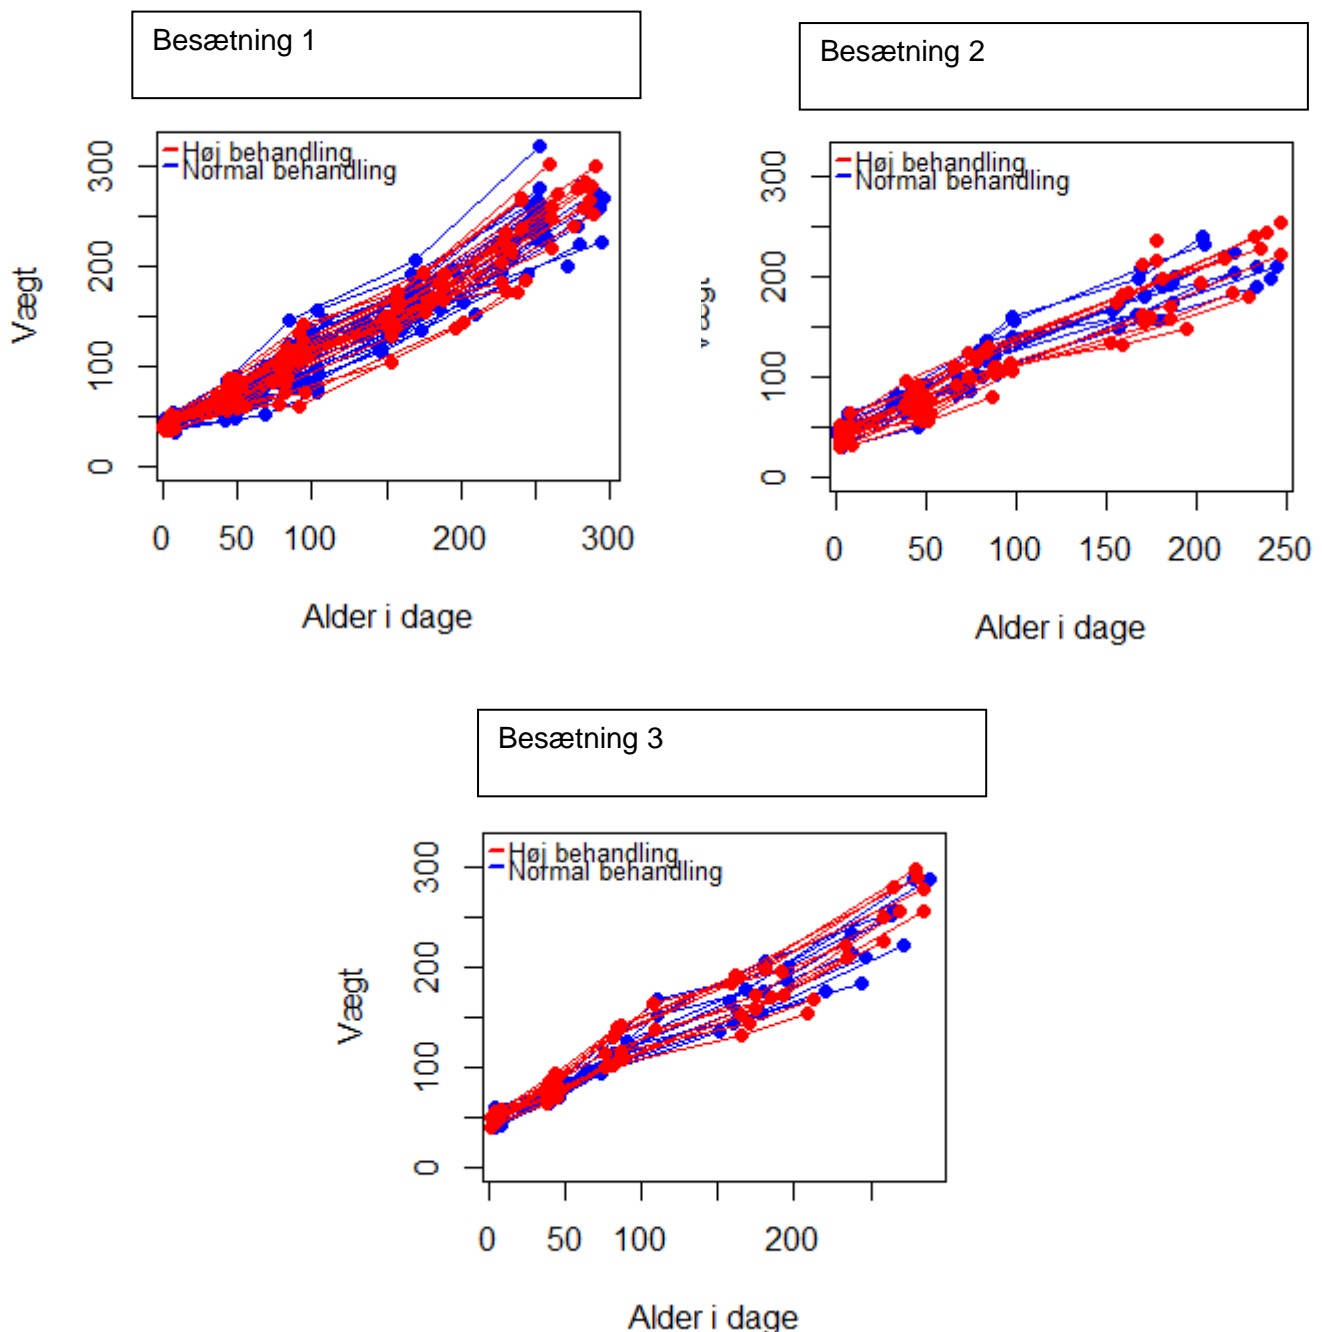 Besætning 1
Høj behandling
Normal behandling
Vægt
300
200
100
0
0 50 100 200 300
Alder i dage
Besætning 2
Høj behandling
Normal behandling
Vægt
300
200
100
0
0 50 100 150 200 250
Alder i dage
Besætning 3
Høj behandling
Normal behandling
Vægt
300
200
100
0
0 50 100 200
Alder i dage